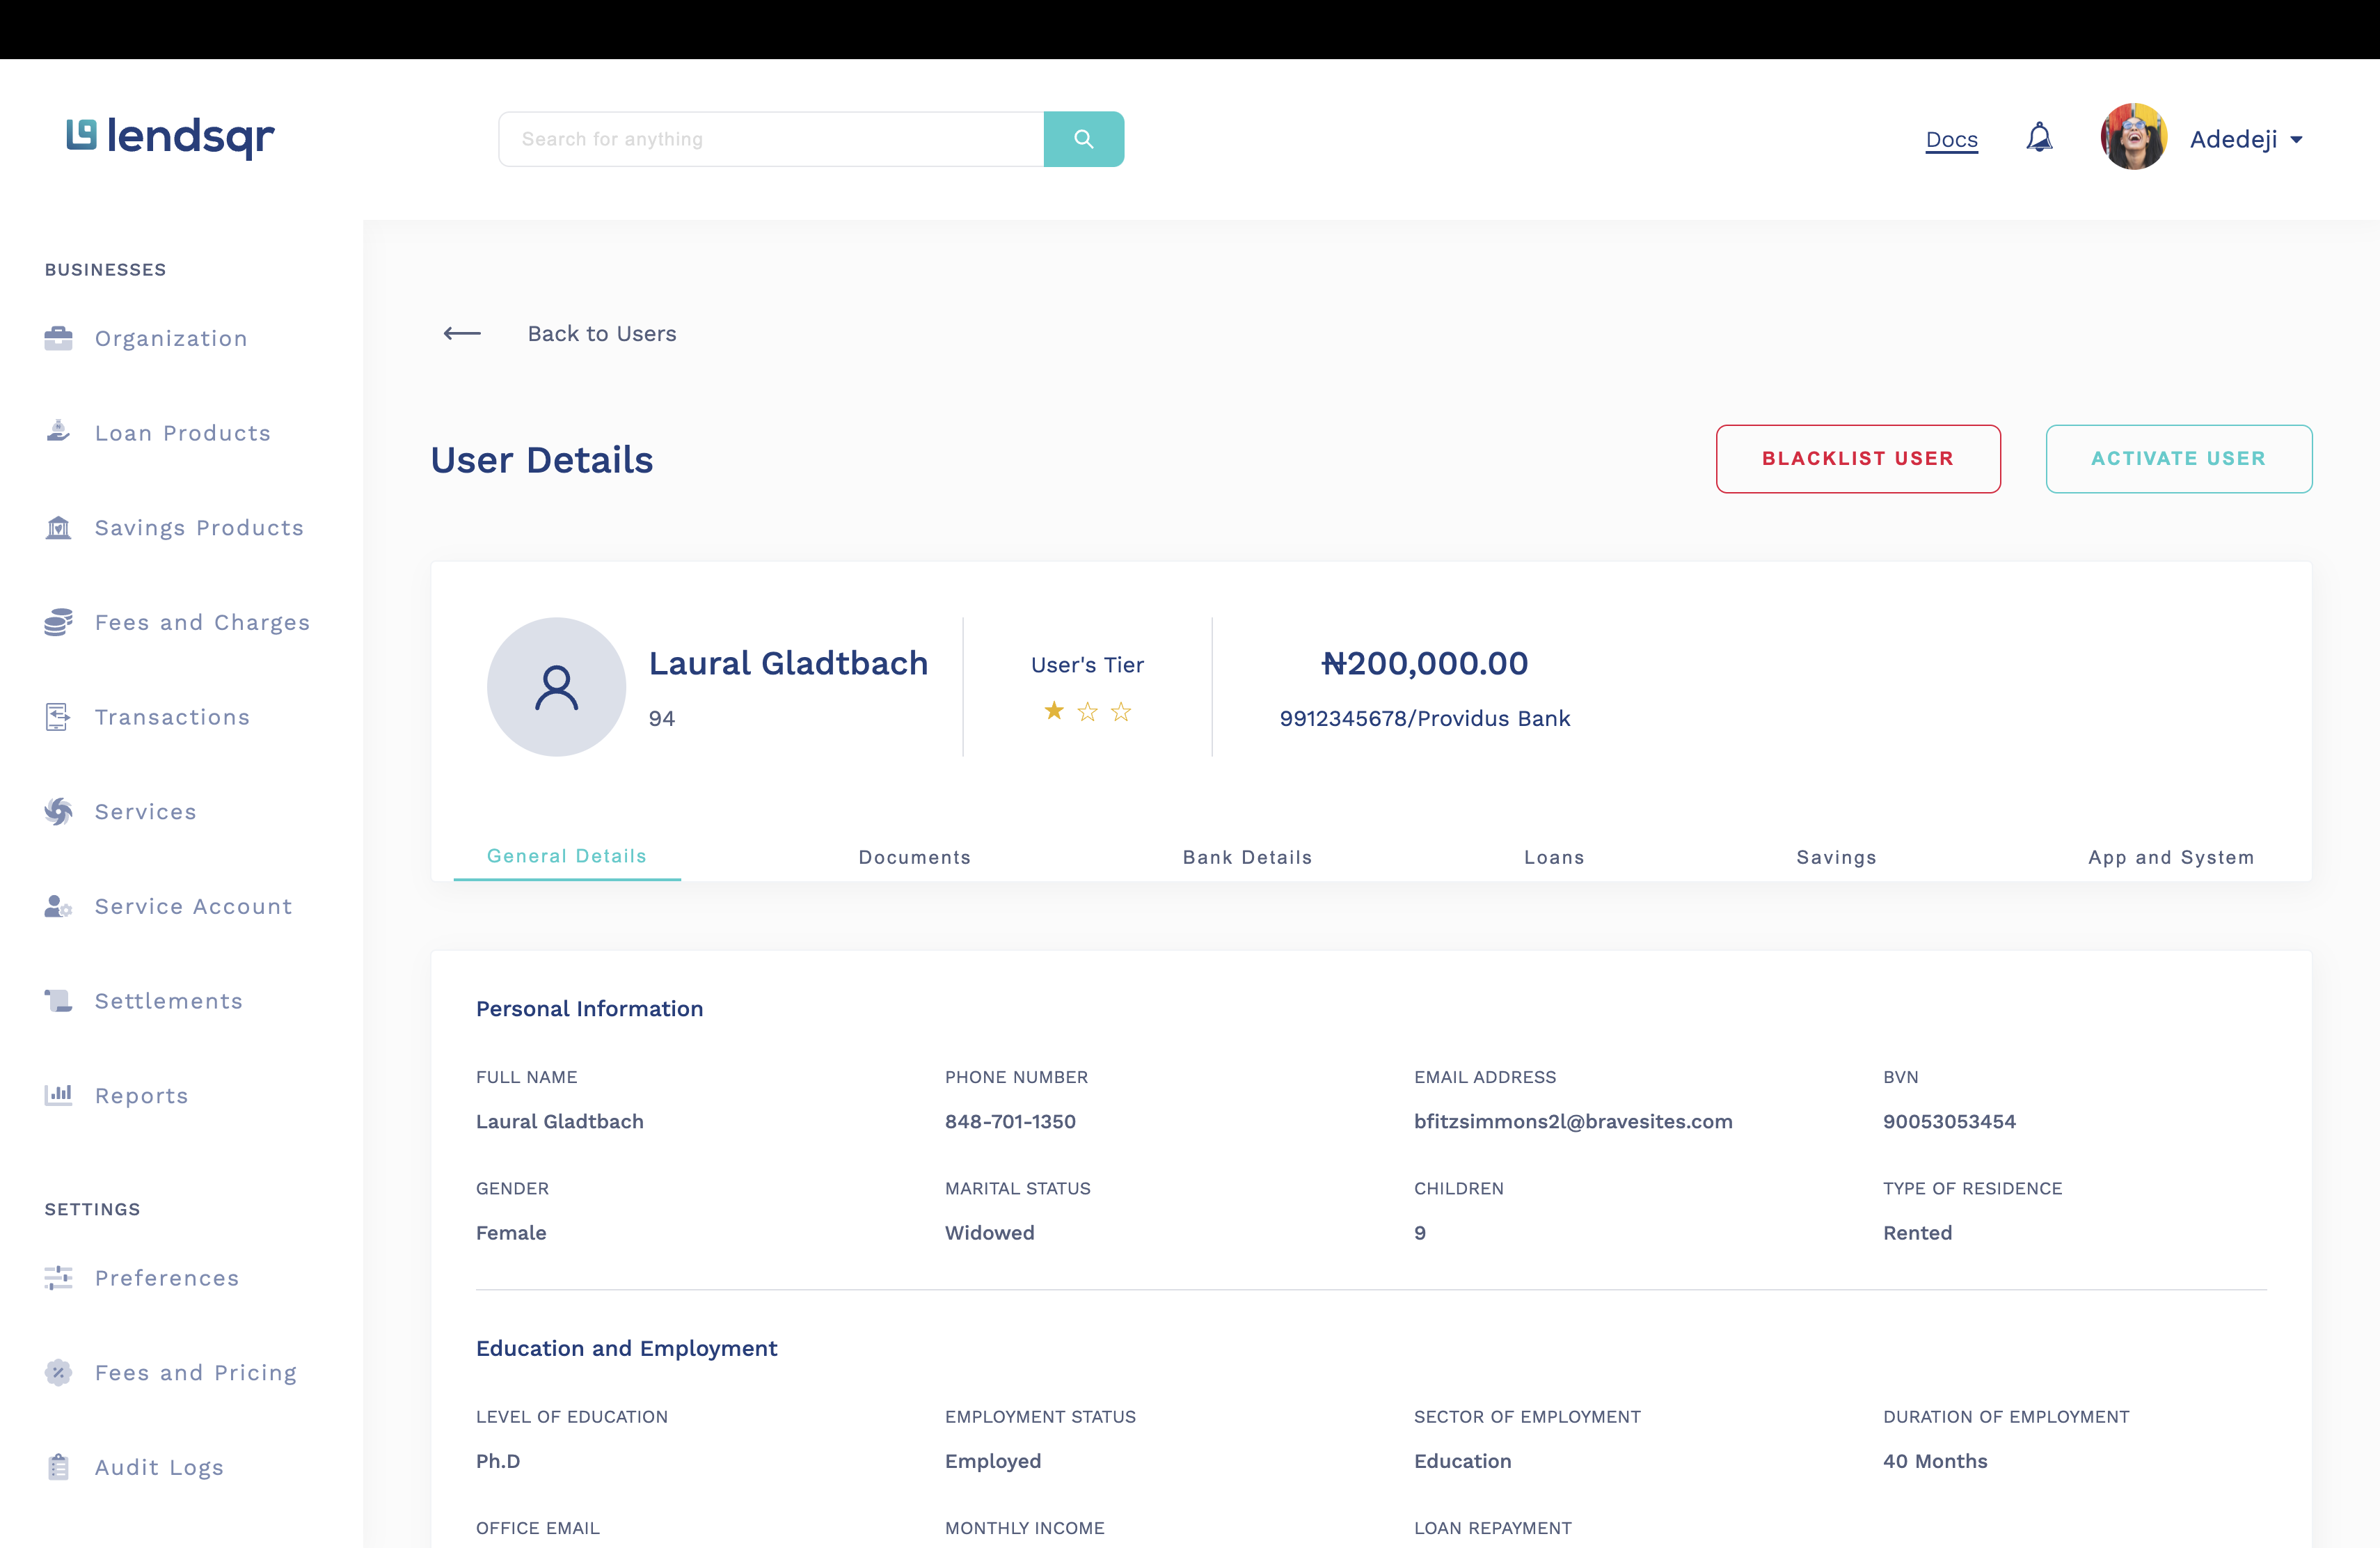 lendsqr
Search for anything
Docs
Adedeji
BUSINESSES
Organization
Loan Products
Savings Products
Fees and Charges
Transactions
Services
Service Account
Settlements
Reports
SETTINGS
Preferences
Fees and Pricing
Audit Logs
Back to Users
User Details
BLACKLIST USER
ACTIVATE USER
Laural Gladtbach
94
User's Tier
₦200,000.00
9912345678/Providus Bank
General Details
Documents
Bank Details
Loans
Savings
App and System
Personal Information
FULL NAME
Laural Gladtbach
PHONE NUMBER
848-701-1350
EMAIL ADDRESS
bfitzsimmons2l@bravesites.com
BVN
90053053454
GENDER
Female
MARITAL STATUS
Widowed
CHILDREN
9
TYPE OF RESIDENCE
Rented
Education and Employment
LEVEL OF EDUCATION
Ph.D
EMPLOYMENT STATUS
Employed
SECTOR OF EMPLOYMENT
Education
DURATION OF EMPLOYMENT
40 Months
OFFICE EMAIL
MONTHLY INCOME
LOAN REPAYMENT